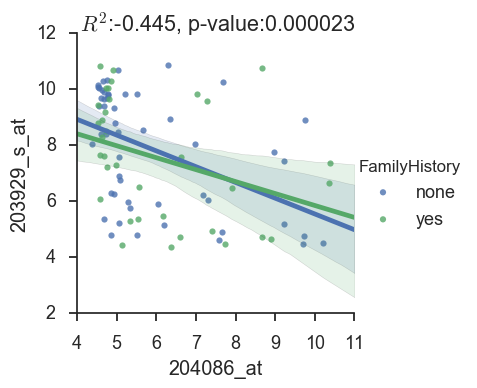 R²:-0.445, p-value:0.000023
12
10
8
6
4
2
203929_s_at
4 5 6 7 8 9 10 11
204086_at
FamilyHistory
none
yes